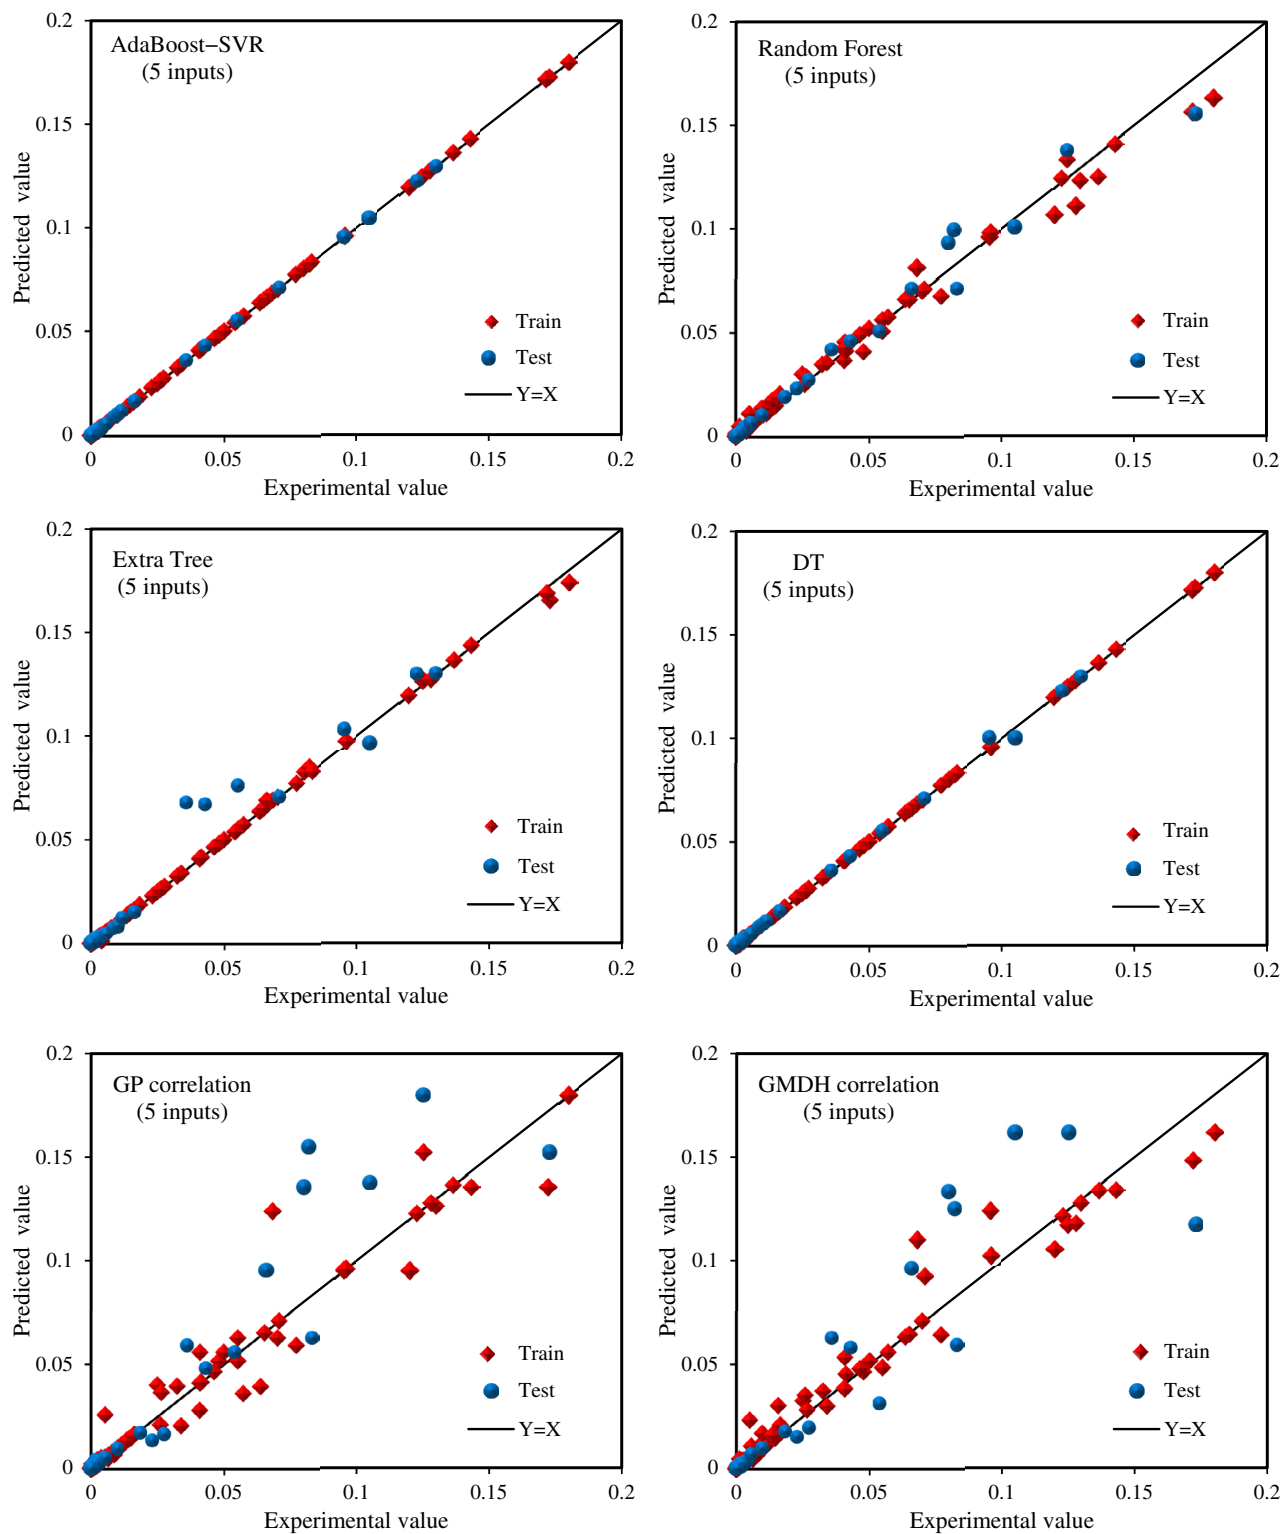 0.2
AdaBoost−SVR
(5 inputs)
0.15
0.1
0.05
0
Predicted value
Train
Test
Y=X
0 0.05 0.1 0.15 0.2
Experimental value
0.2
Random Forest
(5 inputs)
0.15
0.1
0.05
0
Predicted value
Train
Test
Y=X
0 0.05 0.1 0.15 0.2
Experimental value
0.2
Extra Tree
(5 inputs)
0.15
0.1
0.05
0
Predicted value
Train
Test
Y=X
0 0.05 0.1 0.15 0.2
Experimental value
0.2
DT
(5 inputs)
0.15
0.1
0.05
0
Predicted value
Train
Test
Y=X
0 0.05 0.1 0.15 0.2
Experimental value
0.2
GP correlation
(5 inputs)
0.15
0.1
0.05
0
Predicted value
Train
Test
Y=X
0 0.05 0.1 0.15 0.2
Experimental value
0.2
GMDH correlation
(5 inputs)
0.15
0.1
0.05
0
Predicted value
Train
Test
Y=X
0 0.05 0.1 0.15 0.2
Experimental value